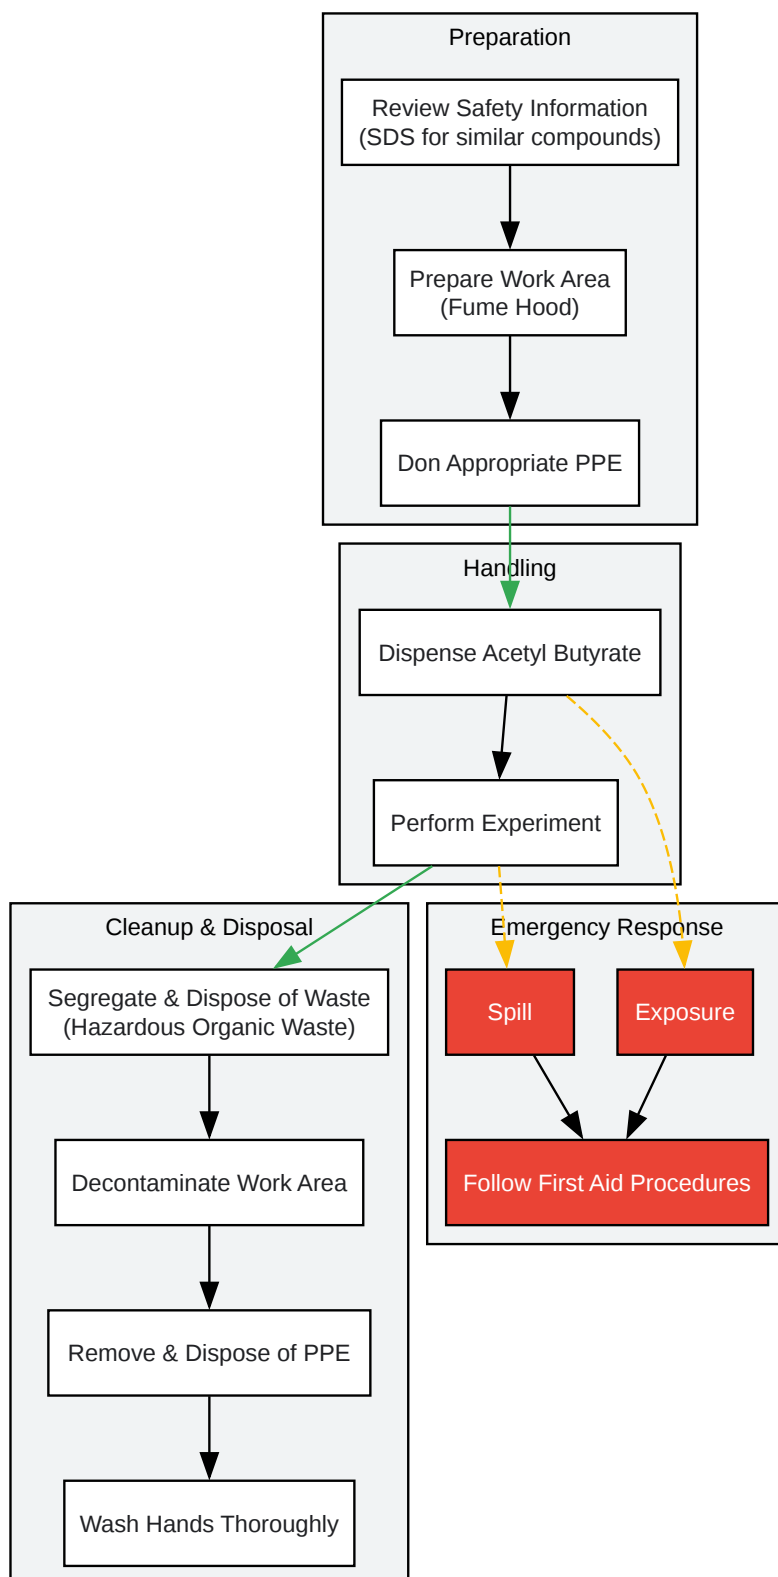 Preparation
Review Safety Information
(SDS for similar compounds)
Prepare Work Area
(Fume Hood)
Don Appropriate PPE
Handling
Dispense Acetyl Butyrate
Perform Experiment
Cleanup & Disposal
Segregate & Dispose of Waste
(Hazardous Organic Waste)
Decontaminate Work Area
Remove & Dispose of PPE
Wash Hands Thoroughly
Emergency Response
Spill
Exposure
Follow First Aid Procedures